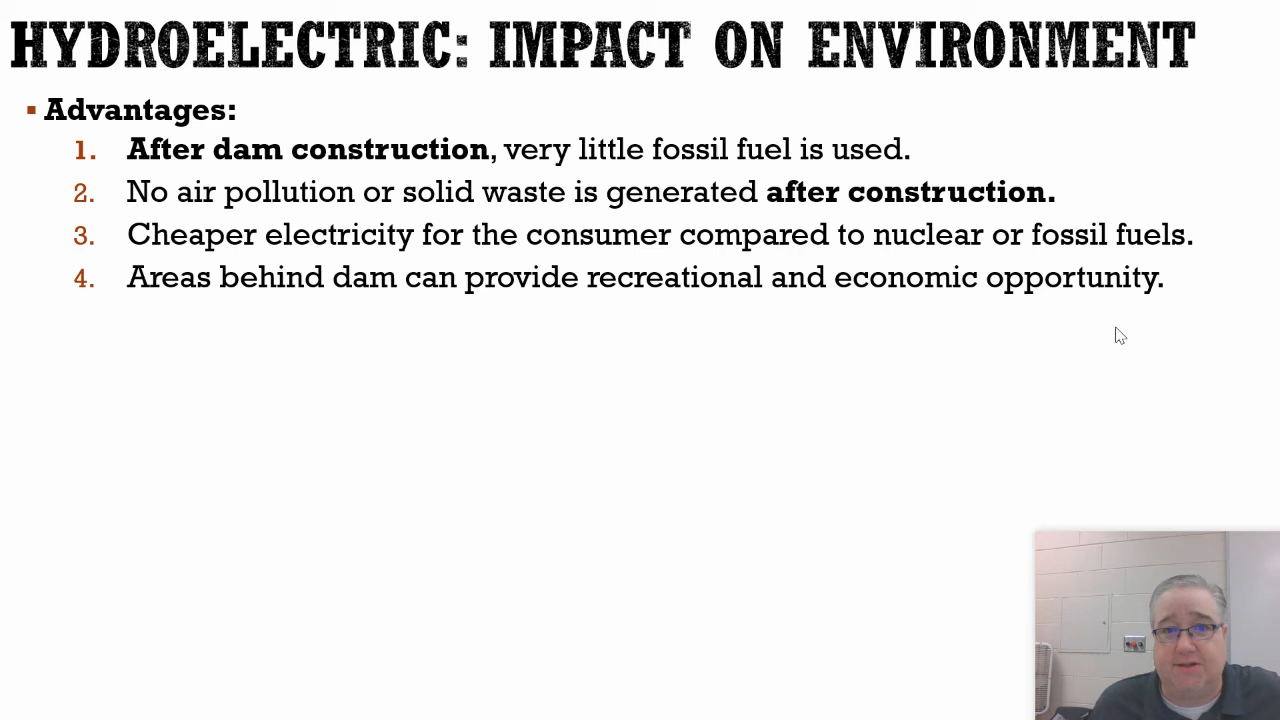 HYDROELECTRIC: IMPACT ON ENVIRONMENT
▪ Advantages:
1. After dam construction, very little fossil fuel is used.
2. No air pollution or solid waste is generated after construction.
3. Cheaper electricity for the consumer compared to nuclear or fossil fuels.
4. Areas behind dam can provide recreational and economic opportunity.